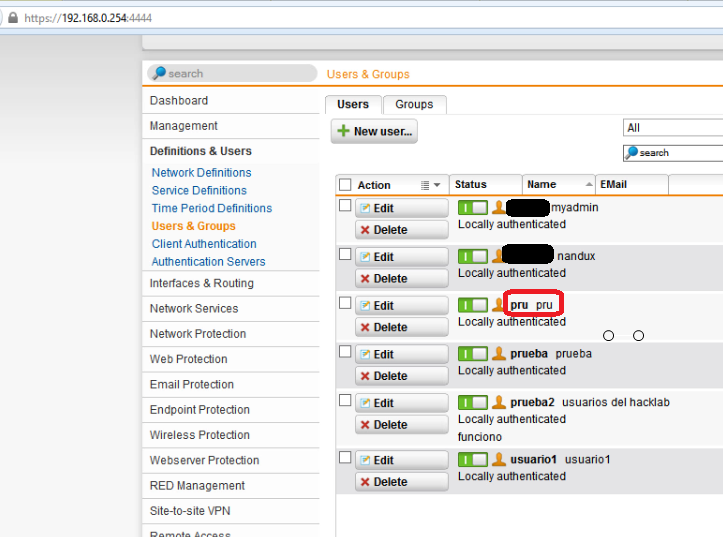 https://192.168.0.254:4444
search
Users & Groups
Dashboard
Management
Definitions & Users
Network Definitions
Service Definitions
Time Period Definitions
Users & Groups
Client Authentication
Authentication Servers
Interfaces & Routing
Network Services
Network Protection
Web Protection
Email Protection
Endpoint Protection
Wireless Protection
Webserver Protection
RED Management
Site-to-site VPN
Remote Access
Users Groups
New user...
All
search
Action Status Name EMail
Edit myadmin
Delete Locally authenticated
Edit nandux
Delete Locally authenticated
Edit pru pru
Delete Locally authenticated
Edit prueba prueba
Delete Locally authenticated
Edit prueba2 usuarios del hacklab
Delete Locally authenticated
funciono
Edit usuario1 usuario1
Delete Locally authenticated